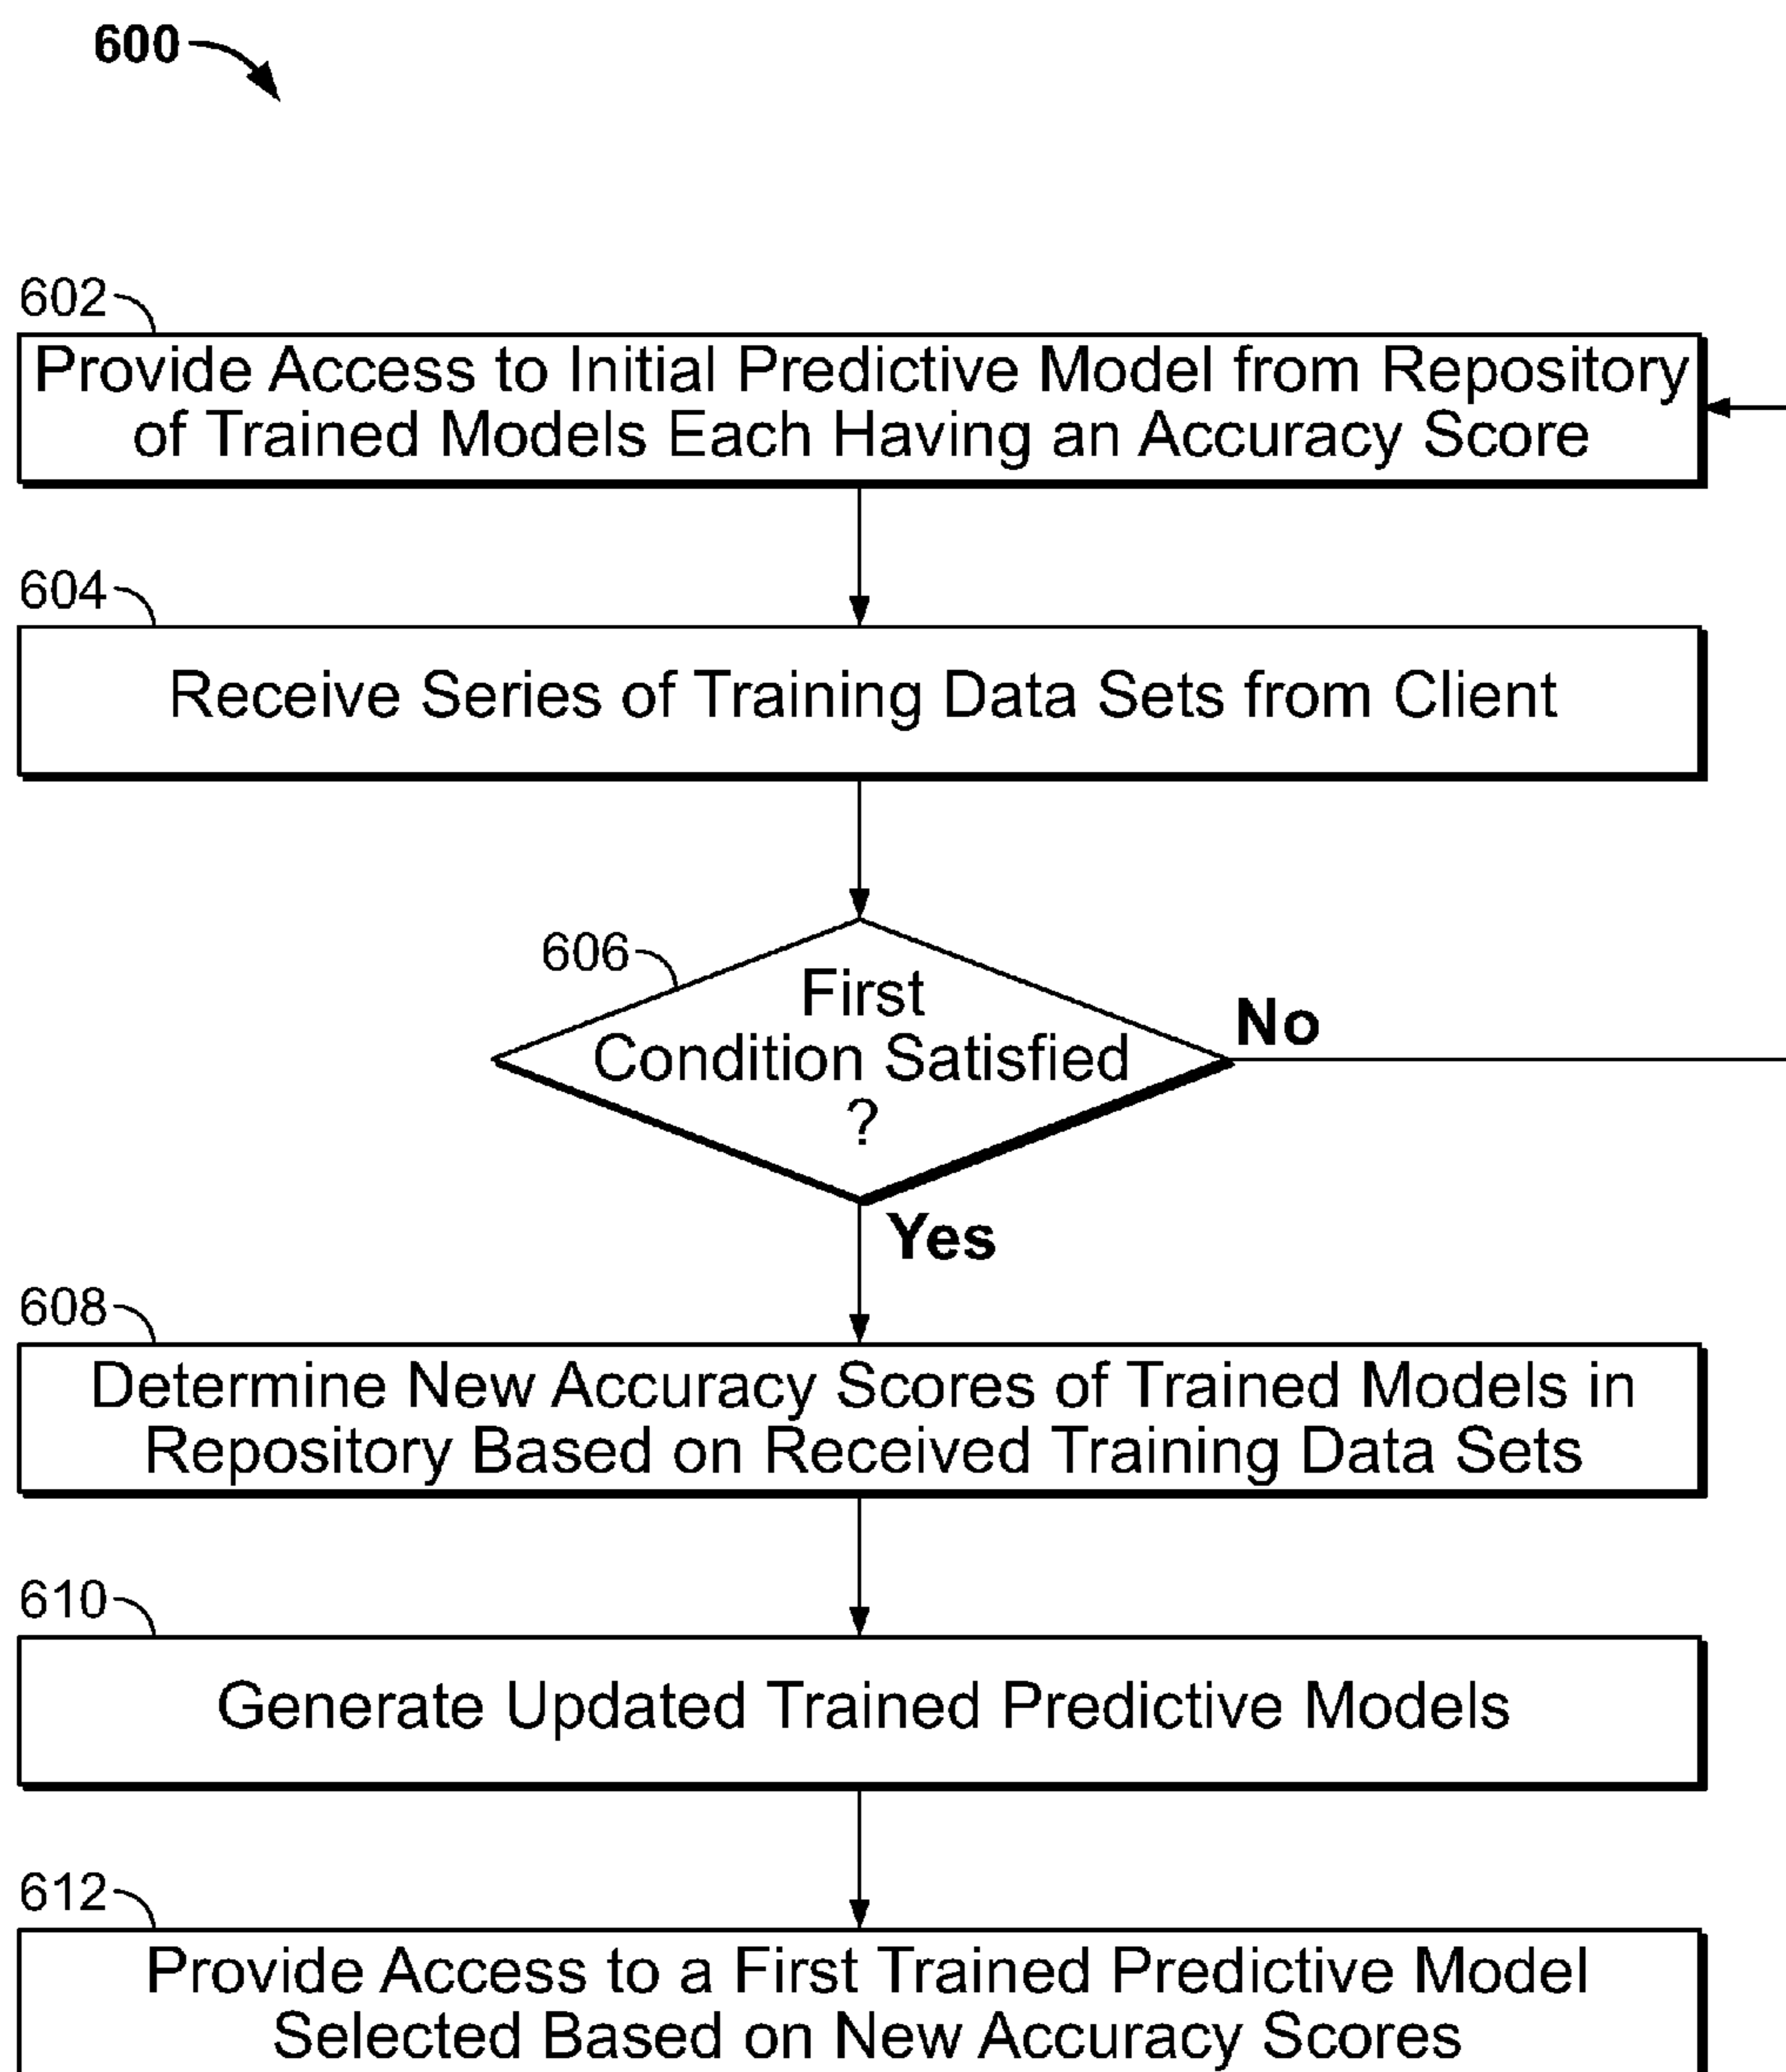 600
602
Provide Access to Initial Predictive Model from Repository
of Trained Models Each Having an Accuracy Score
604
Receive Series of Training Data Sets from Client
606
First
Condition Satisfied
?
No
Yes
608
Determine New Accuracy Scores of Trained Models in
Repository Based on Received Training Data Sets
610
Generate Updated Trained Predictive Models
612
Provide Access to a First Trained Predictive Model
Selected Based on New Accuracy Scores